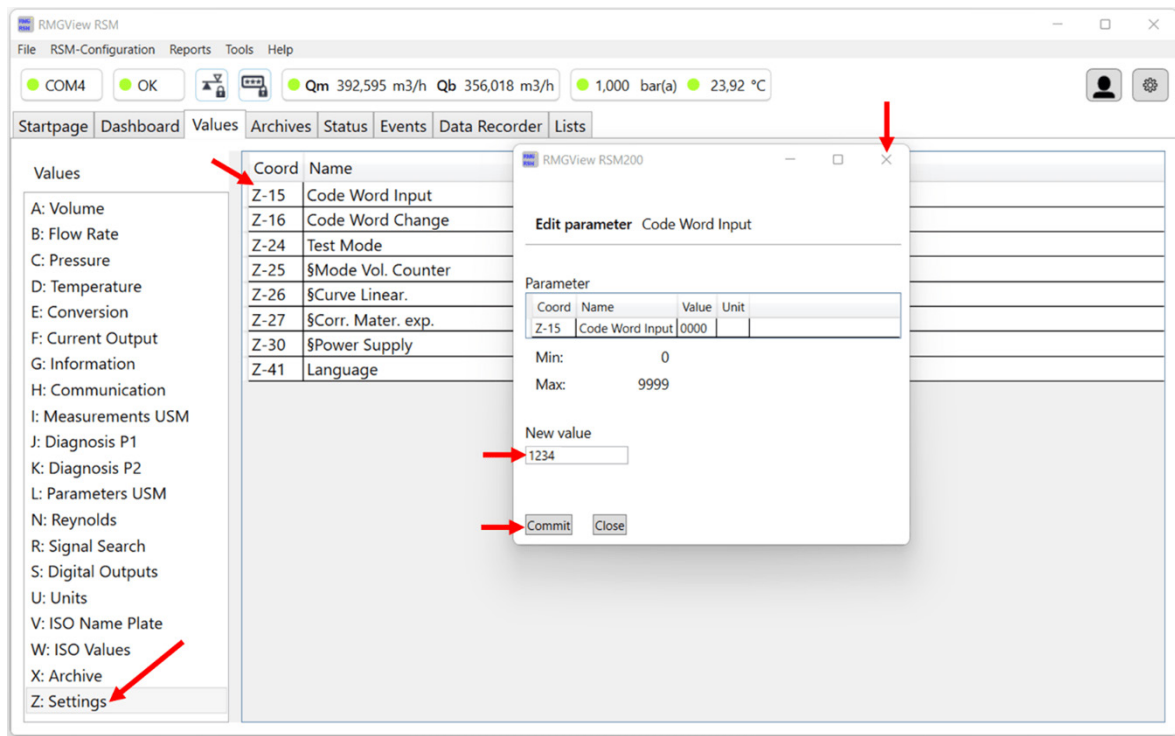 RMGView RSM
File RSM-Configuration Reports Tools Help
COM4 OK Qm 392,595 m3/h Qb 356,018 m3/h 1,000 bar(a) 23,92 °C
Startpage Dashboard Values Archives Status Events Data Recorder Lists
Values
A: Volume
B: Flow Rate
C: Pressure
D: Temperature
E: Conversion
F: Current Output
G: Information
H: Communication
I: Measurements USM
J: Diagnosis P1
K: Diagnosis P2
L: Parameters USM
N: Reynolds
R: Signal Search
S: Digital Outputs
U: Units
V: ISO Name Plate
W: ISO Values
X: Archive
Z: Settings
Coord Name
Z-15 Code Word Input
Z-16 Code Word Change
Z-24 Test Mode
Z-25 §Mode Vol. Counter
Z-26 §Curve Linear.
Z-27 §Corr. Mater. exp.
Z-30 §Power Supply
Z-41 Language
RMGView RSM200
Edit parameter Code Word Input
Parameter
Coord Name Value Unit
Z-15 Code Word Input 0000
Min: 0
Max: 9999
New value
1234
Commit Close